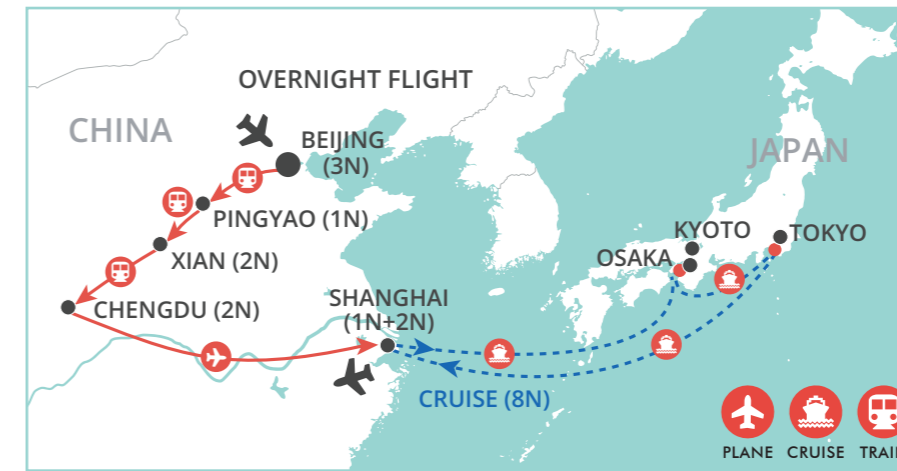 OVERNIGHT FLIGHT
CHINA
BEIJING
(3N)
JAPAN
PINGYAO (1N)
KYOTO
TOKYO
XIAN (2N)
OSAKA
CHENGDU (2N)
SHANGHAI
(1N+2N)
CRUISE (8N)
PLANE CRUISE TRAI